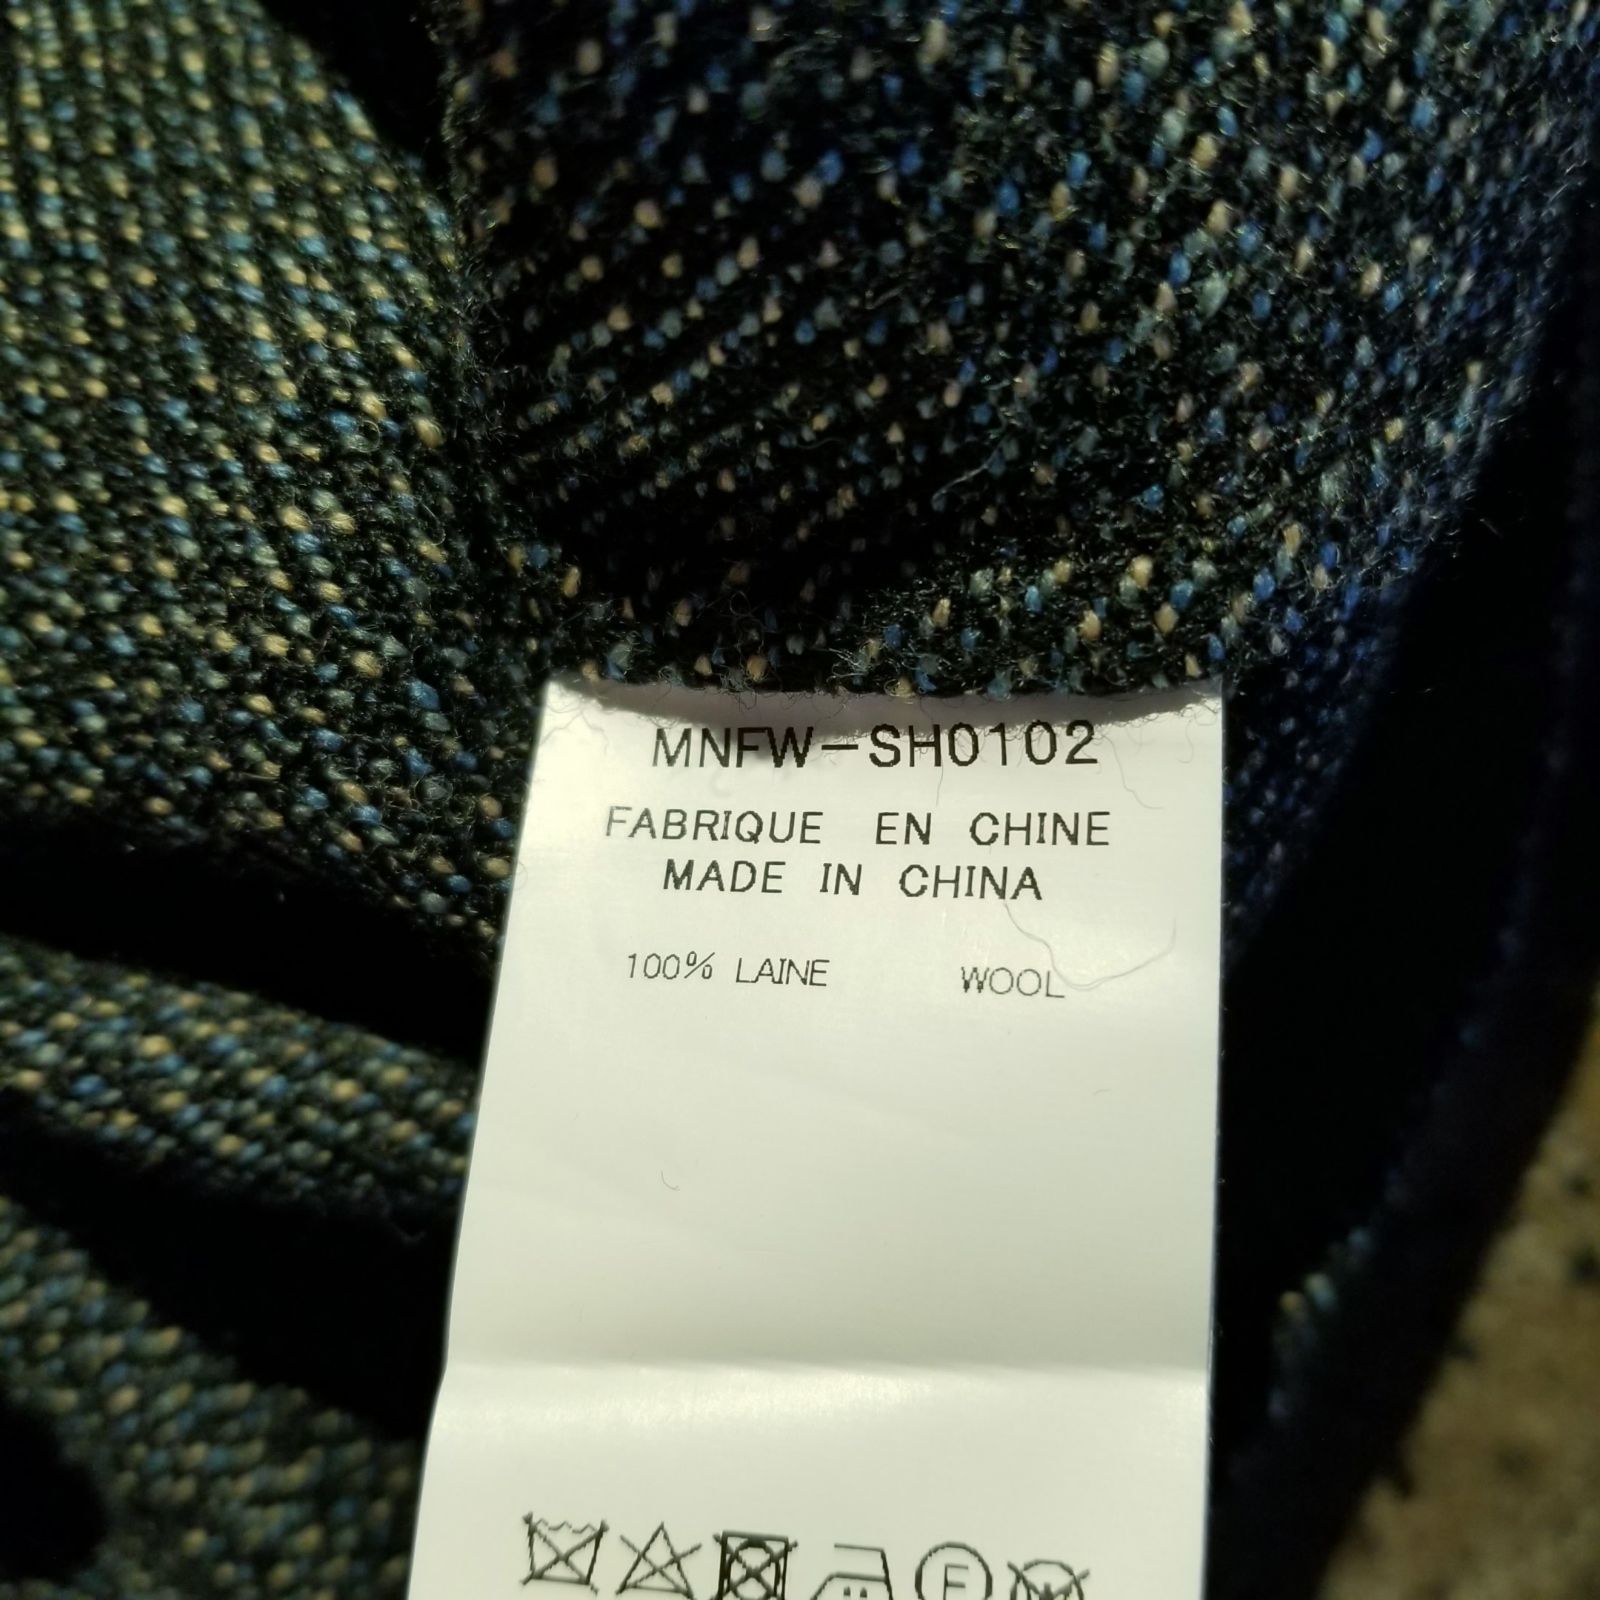 MNFW-SH0102
FABRIQUE EN CHINE
MADE IN CHINA
100% LAINE WOOL
F